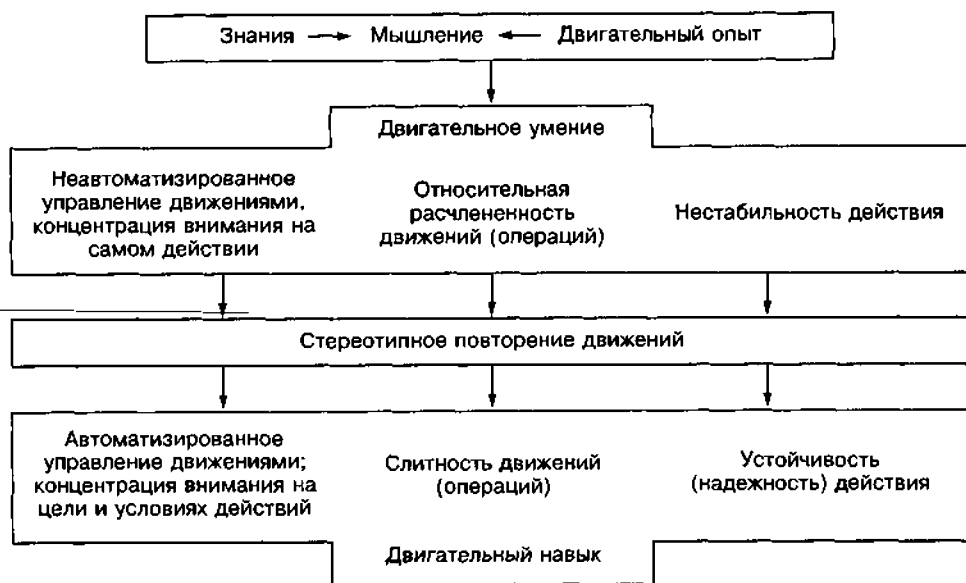 Знания → Мышление ← Двигательный опыт
Двигательное умение
Неавтоматизированное
управление движениями.
концентрация внимания на
самом действии
Относительная
расчлененность
движений (операций)
Нестабильность действия
Стереотипное повторение движений
Автоматизированное
управление движениями;
концентрация внимания на
цели и условиях действий
Слитность движений
(операций)
Устойчивость
(надежность) действия
Двигательный навык